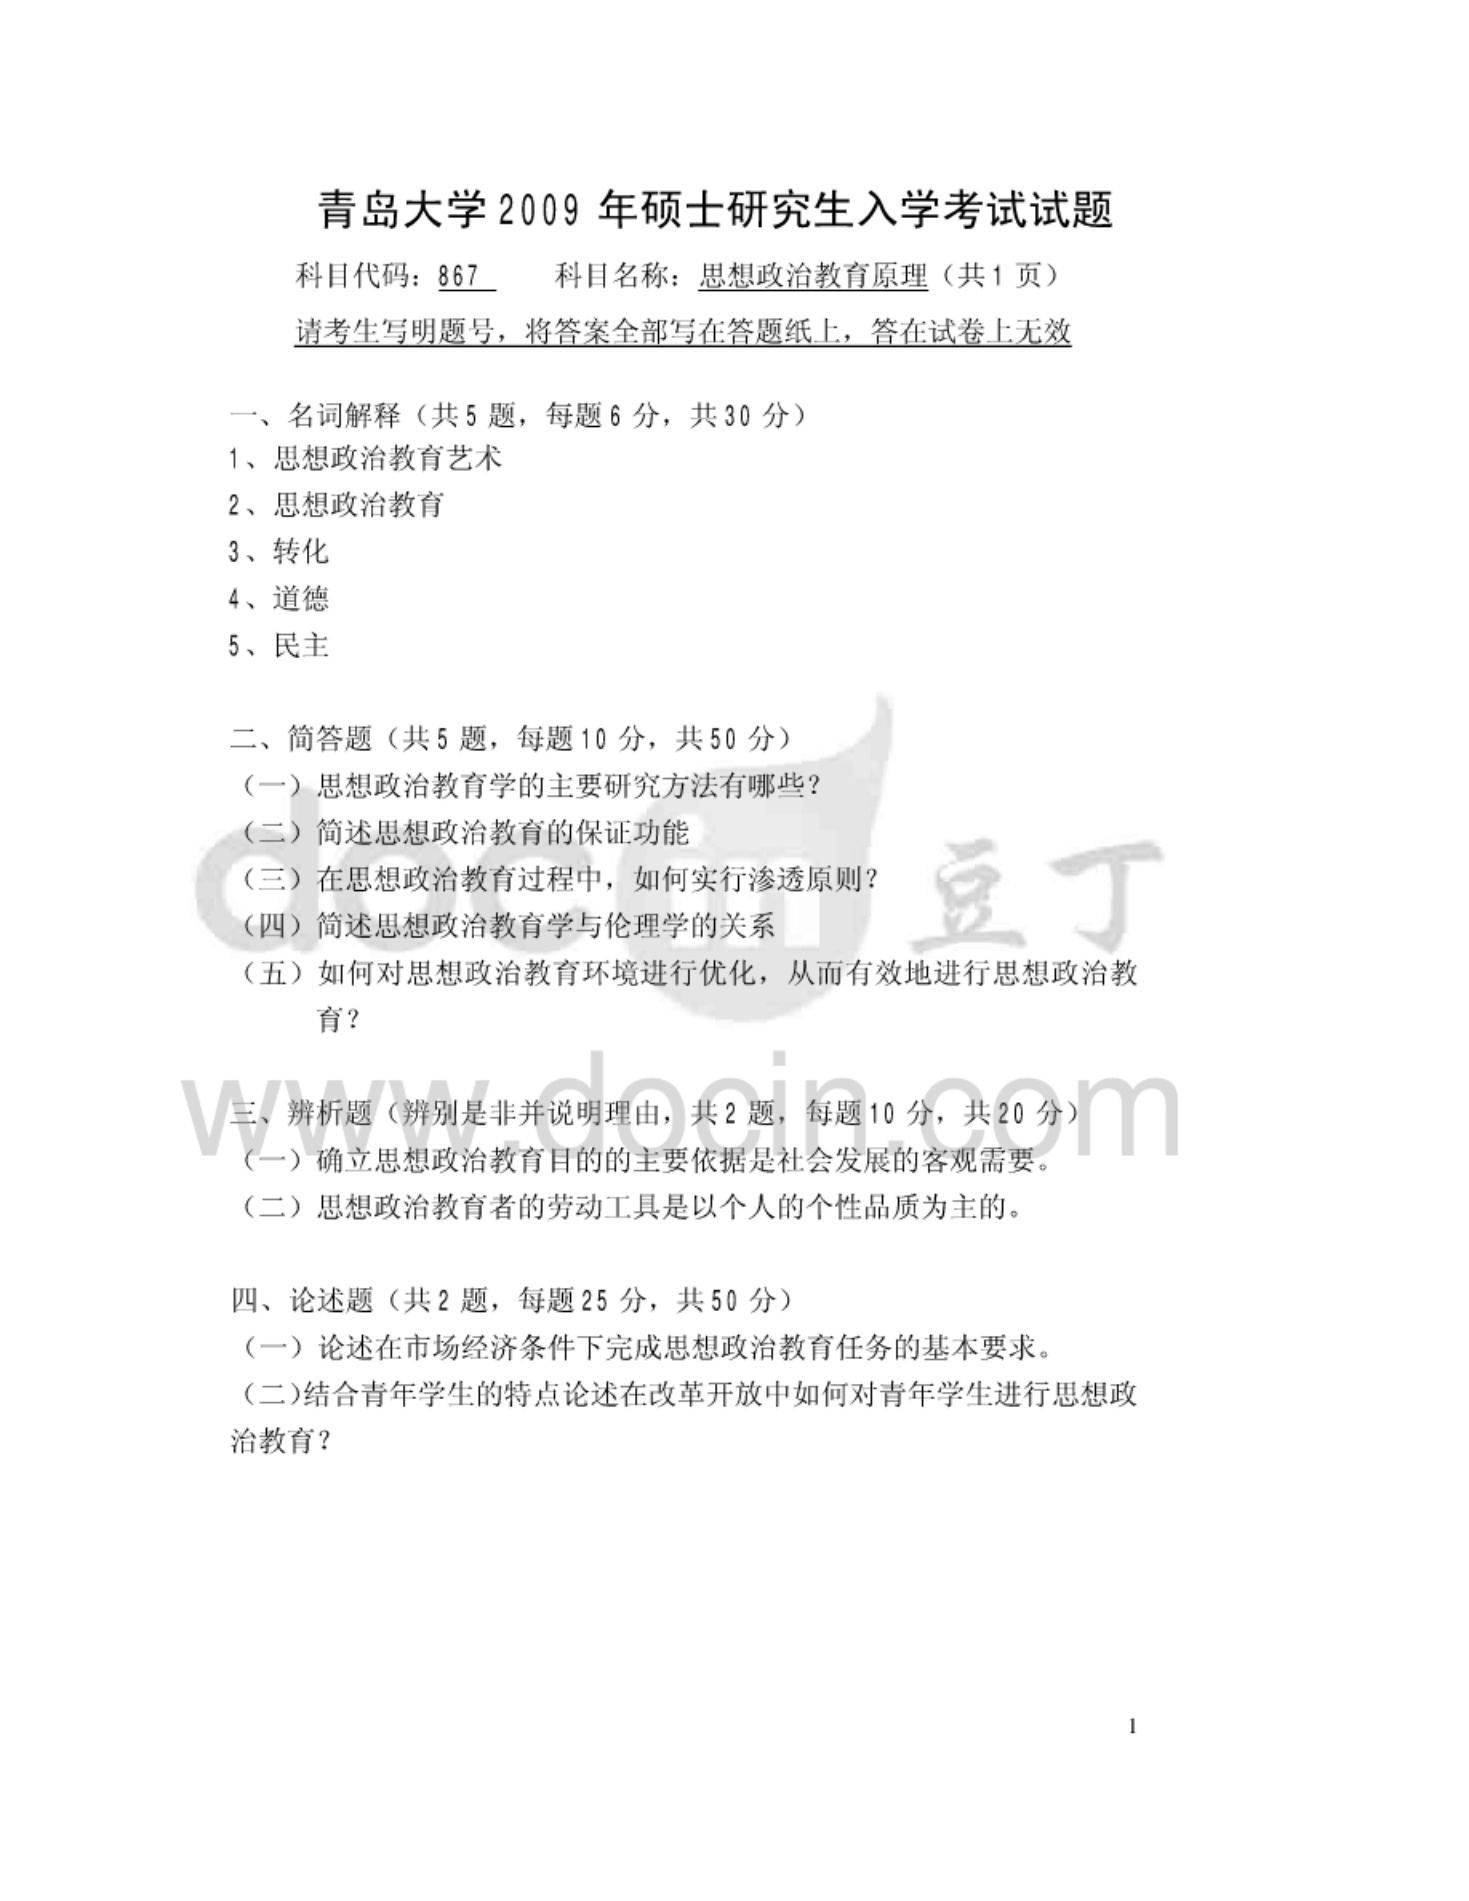 青岛大学2009 年硕士研究生入学考试试题
科目代码：867 科目名称：思想政治教育原理（共1 页）
请考生写明题号，将答案全部写在答题纸上，答在试卷上无效
一、名词解释（共5 题，每题6 分，共30 分）
1、思想政治教育艺术
2、思想政治教育
3、转化
4、道德
5、民主
二、简答题（共5 题，每题10 分，共50 分）
（一）思想政治教育学的主要研究方法有哪些？
（二）简述思想政治教育的保证功能
（三）在思想政治教育过程中，如何实行渗透原则？
（四）简述思想政治教育学与伦理学的关系
（五）如何对思想政治教育环境进行优化，从而有效地进行思想政治教
育？
docin 豆丁
www.docin.com
三、辨析题（辨别是非并说明理由，共2 题，每题10 分，共20 分）
（一）确立思想政治教育目的的主要依据是社会发展的客观需要。
（二）思想政治教育者的劳动工具是以个人的个性品质为主的。
四、论述题（共2 题，每题25 分，共50 分）
（一）论述在市场经济条件下完成思想政治教育任务的基本要求。
（二）结合青年学生的特点论述在改革开放中如何对青年学生进行思想政
治教育？
1